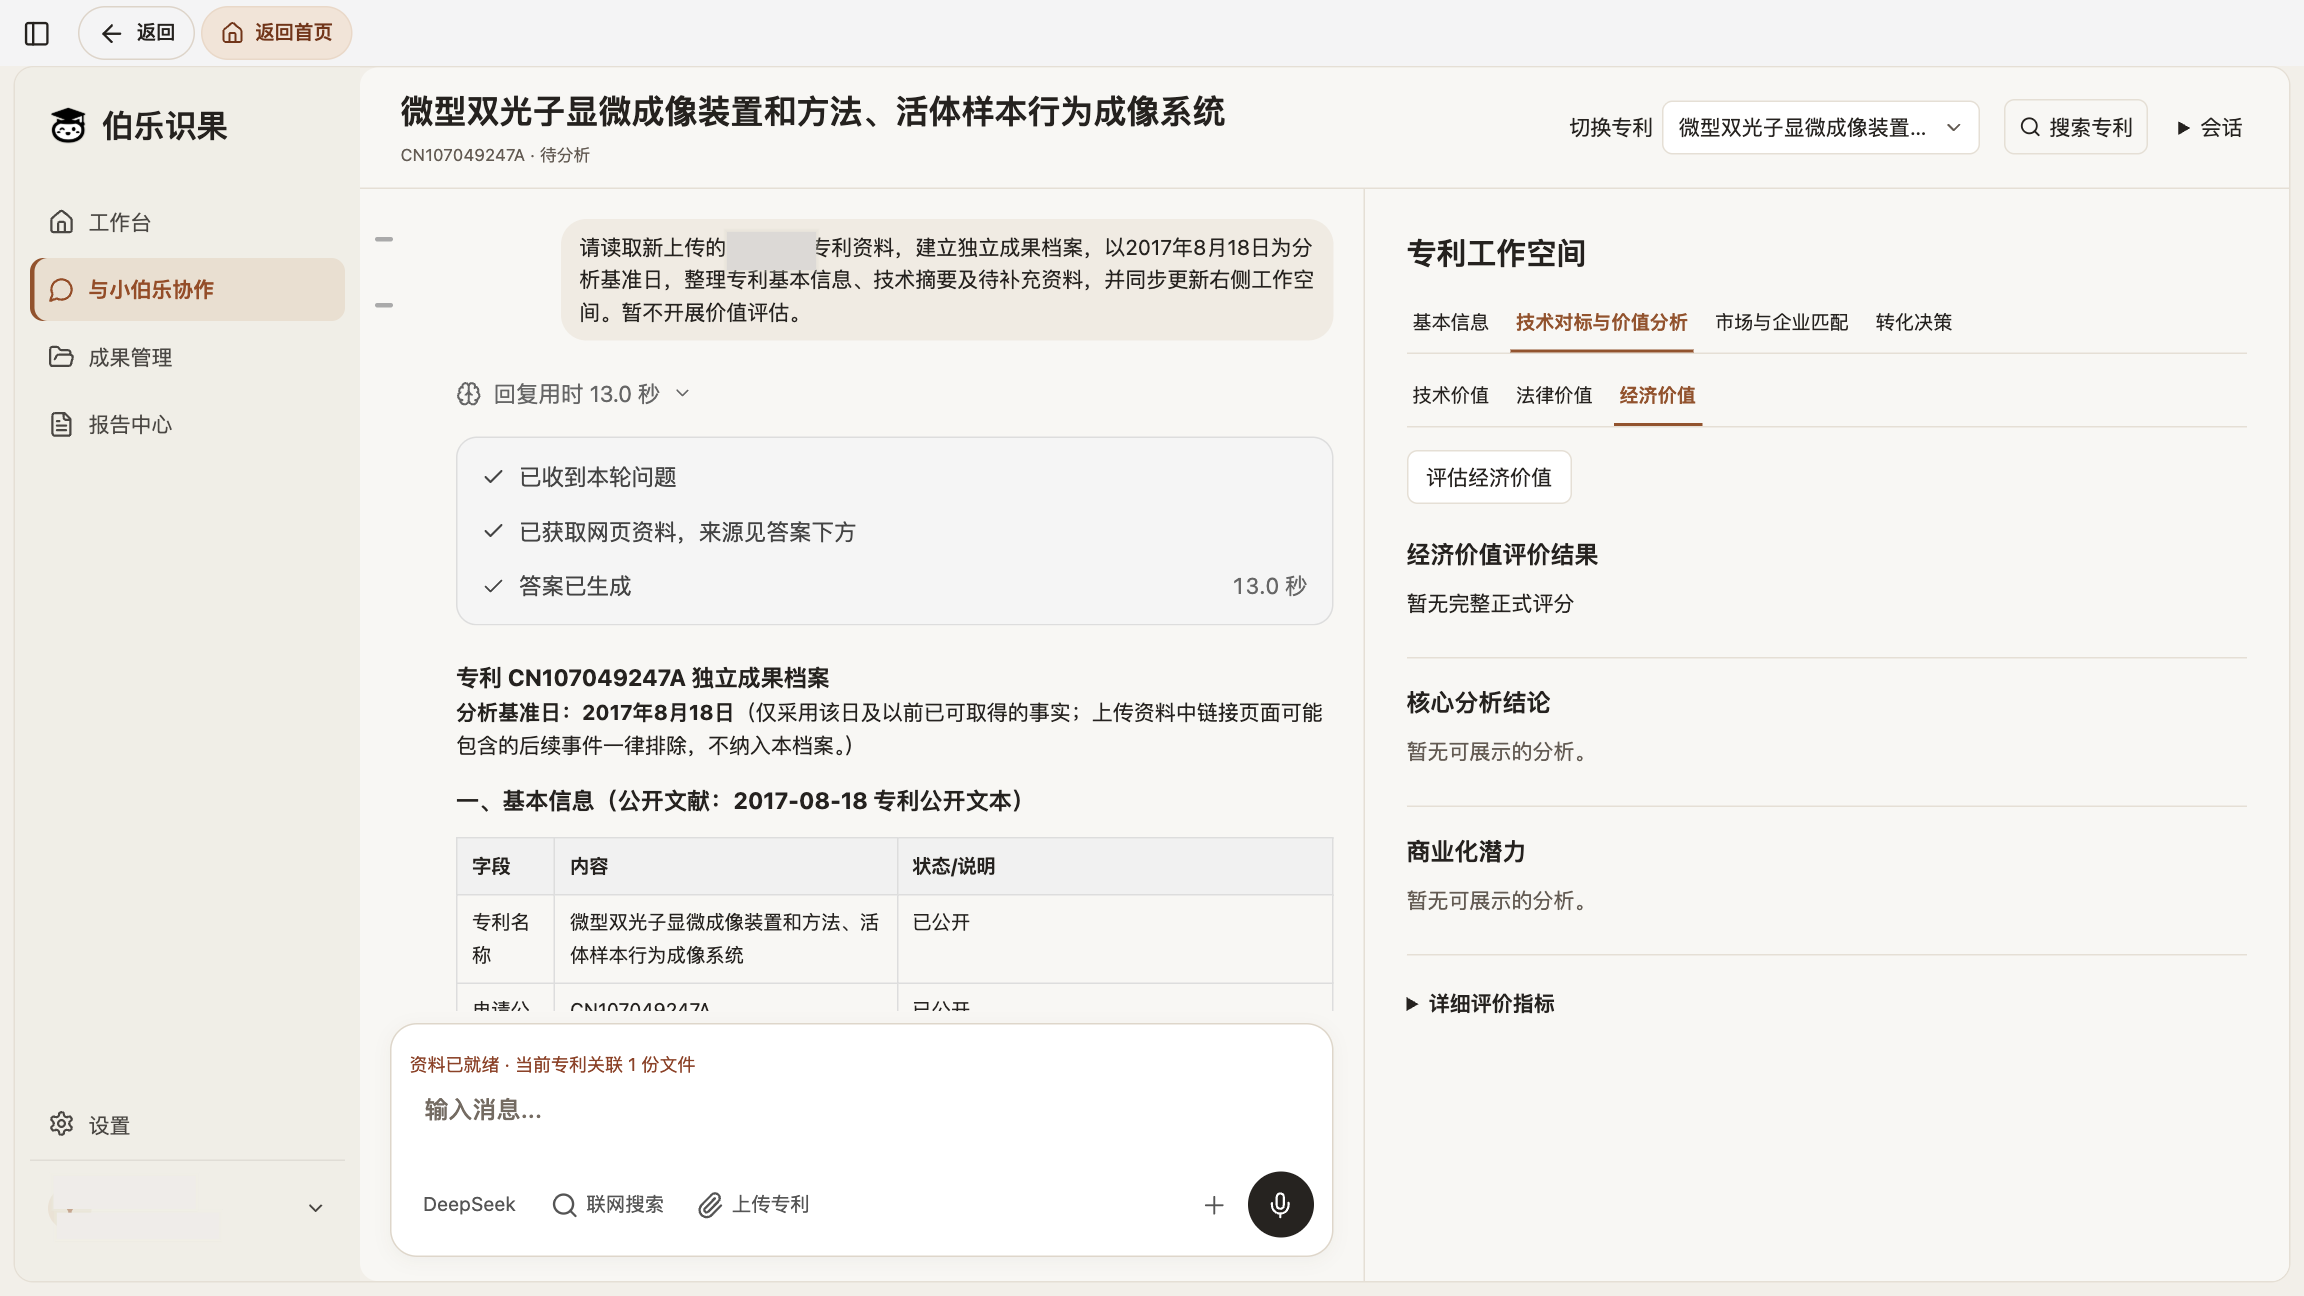 返回
返回首页
伯乐识果
工作台
与小伯乐协作
成果管理
报告中心
设置
微型双光子显微成像装置和方法、活体样本行为成像系统
CN107049247A · 待分析
切换专利
微型双光子显微成像装置...
搜索专利
▶ 会话
请读取新上传的 专利资料，建立独立成果档案，以2017年8月18日为分
析基准日，整理专利基本信息、技术摘要及待补充资料，并同步更新右侧工作空
间。暂不开展价值评估。
回复用时 13.0 秒
已收到本轮问题
已获取网页资料，来源见答案下方
答案已生成
13.0 秒
专利 CN107049247A 独立成果档案
分析基准日：2017年8月18日（仅采用该日及以前已可取得的事实；上传资料中链接页面可能
包含的后续事件一律排除，不纳入本档案。）
一、基本信息（公开文献：2017-08-18 专利公开文本）
字段 内容 状态/说明
专利名
称
微型双光子显微成像装置和方法、活
体样本行为成像系统
已公开
申请公 CN107049247A 已公开
资料已就绪 · 当前专利关联 1 份文件
输入消息...
DeepSeek
联网搜索
上传专利
专利工作空间
基本信息 技术对标与价值分析 市场与企业匹配 转化决策
技术价值 法律价值 经济价值
评估经济价值
经济价值评价结果
暂无完整正式评分
核心分析结论
暂无可展示的分析。
商业化潜力
暂无可展示的分析。
▶ 详细评价指标